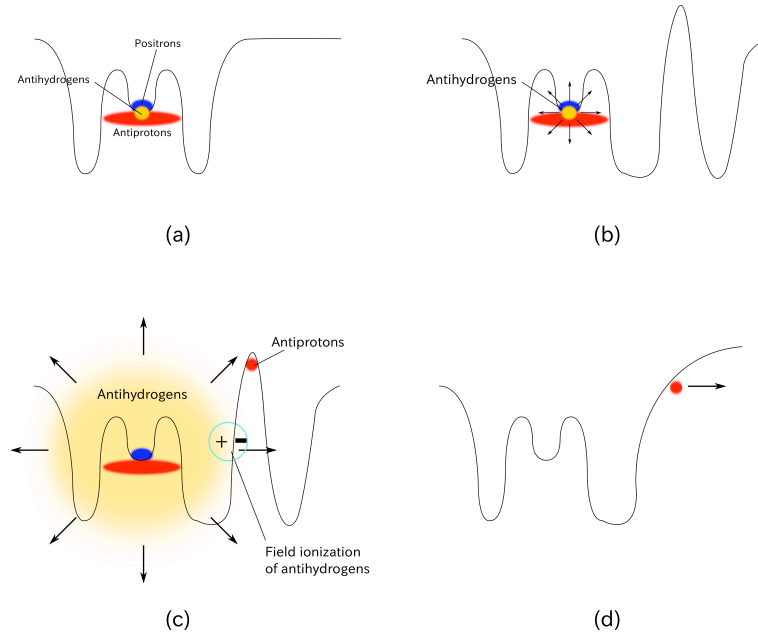 Positrons
Antihydrogens
Antiprotons
(a)
Antihydrogens
(b)
Antiprotons
Antihydrogens
+ -
Field ionization
of antihydrogens
(c)
(d)